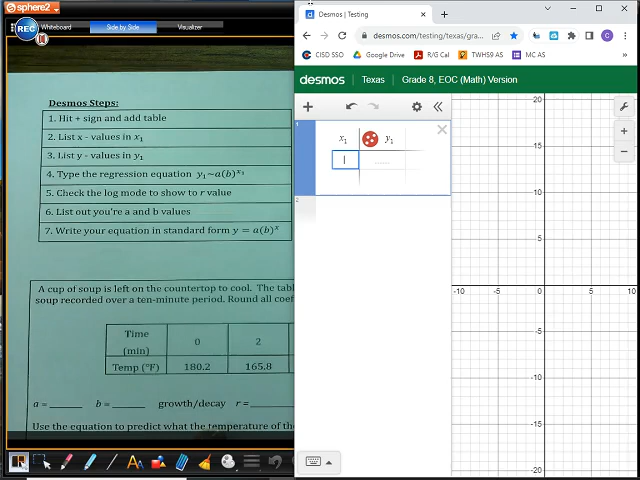 sphere2
REC
Whiteboard
Side by Side
Visualizer
Desmos Steps:
1. Hit + sign and add table
2. List x - values in x₁
3. List y - values in y₁
4. Type the regression equation y₁~a(b)^x₁
5. Check the log mode to show to r value
6. List out you're a and b values
7. Write your equation in standard form y = a(b)^x
A cup of soup is left on the countertop to cool. The tabl
soup recorded over a ten-minute period. Round all coef
Time (min) 0 2
Temp (°F) 180.2 165.8
a = ______ b = ______ growth/decay r = ______
Use the equation to predict what the temperature of the
Desmos | Testing
desmos.com/testing/texas/gra...
CISD SSO
Google Drive
R/G Cal
TWHS9 AS
MC AS
C
desmos
Texas
Grade 8, EOC (Math) Version
1
x₁ y₁
2
20
15
5
-10 -5 0 5 10
-5
-10
-15
-20